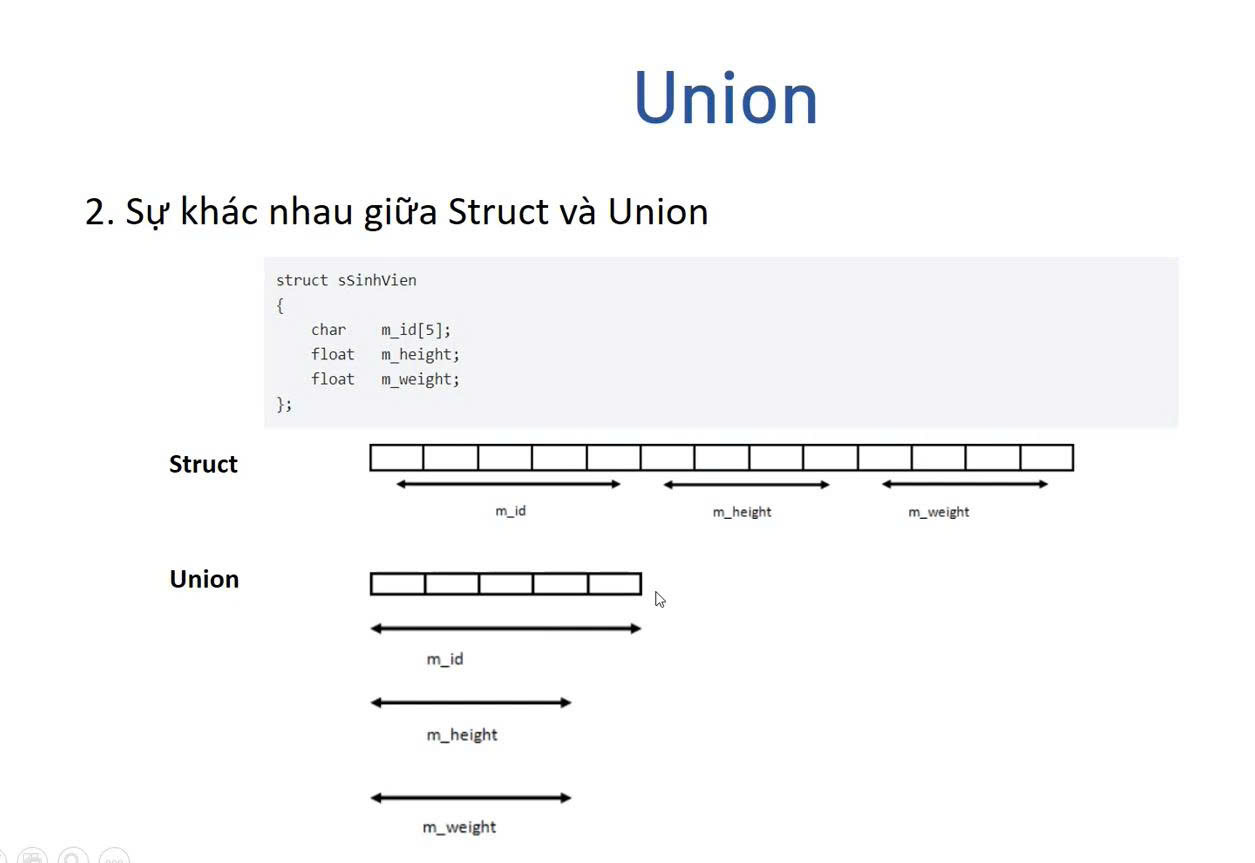 Union
2. Sự khác nhau giữa Struct và Union
struct sSinhVien
{
char m_id[5];
float m_height;
float m_weight;
};
Struct
m_id m_height m_weight
Union
m_id
m_height
m_weight